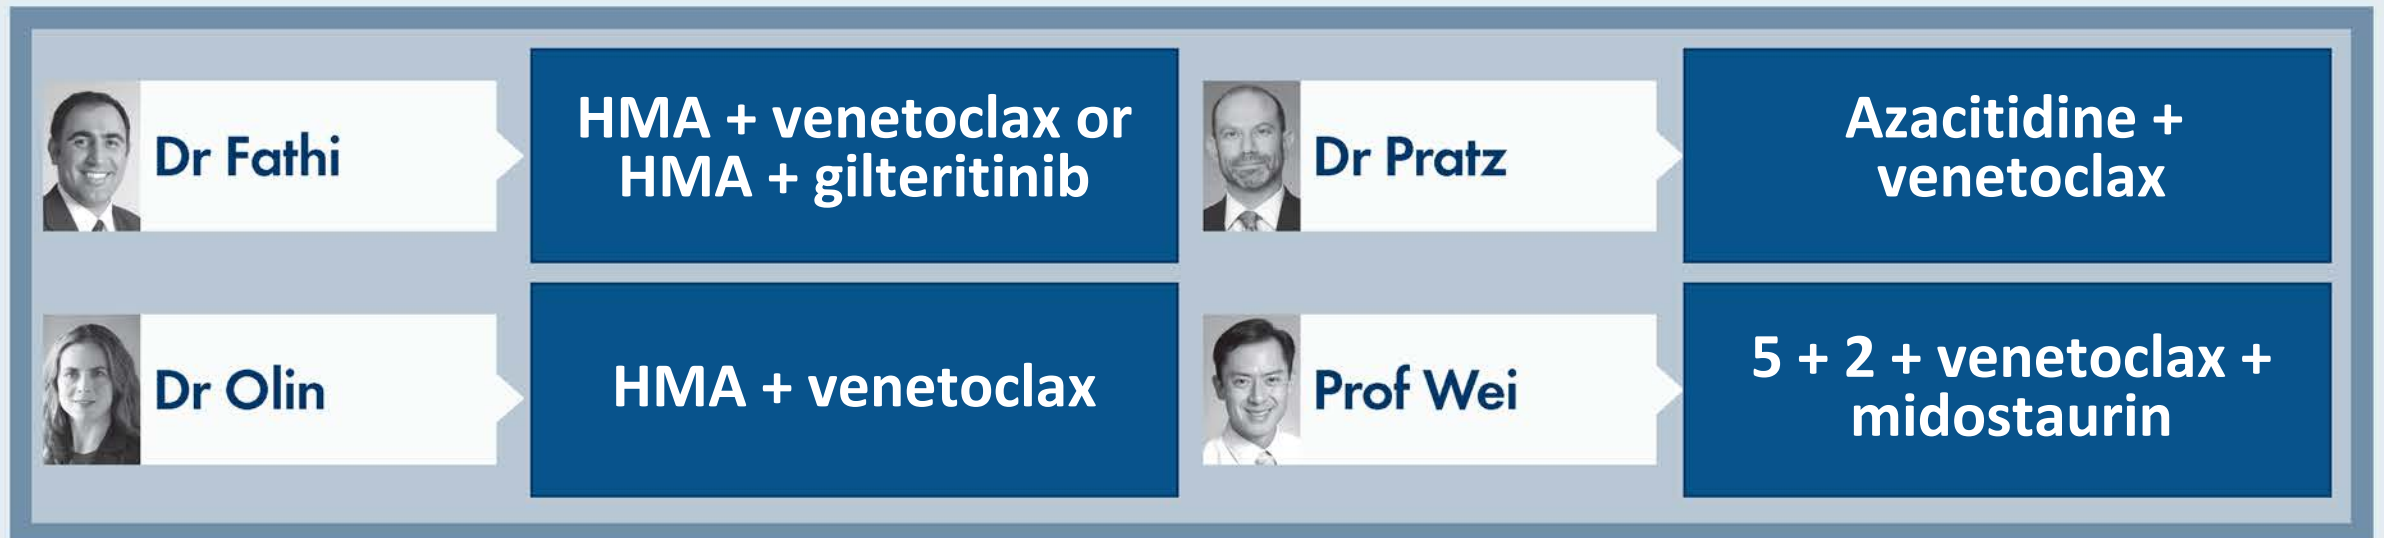 Dr Fathi
HMA + venetoclax or
HMA + gilteritinib
Dr Pratz
Azacitidine +
venetoclax
Dr Olin
HMA + venetoclax
Prof Wei
5 + 2 + venetoclax +
midostaurin